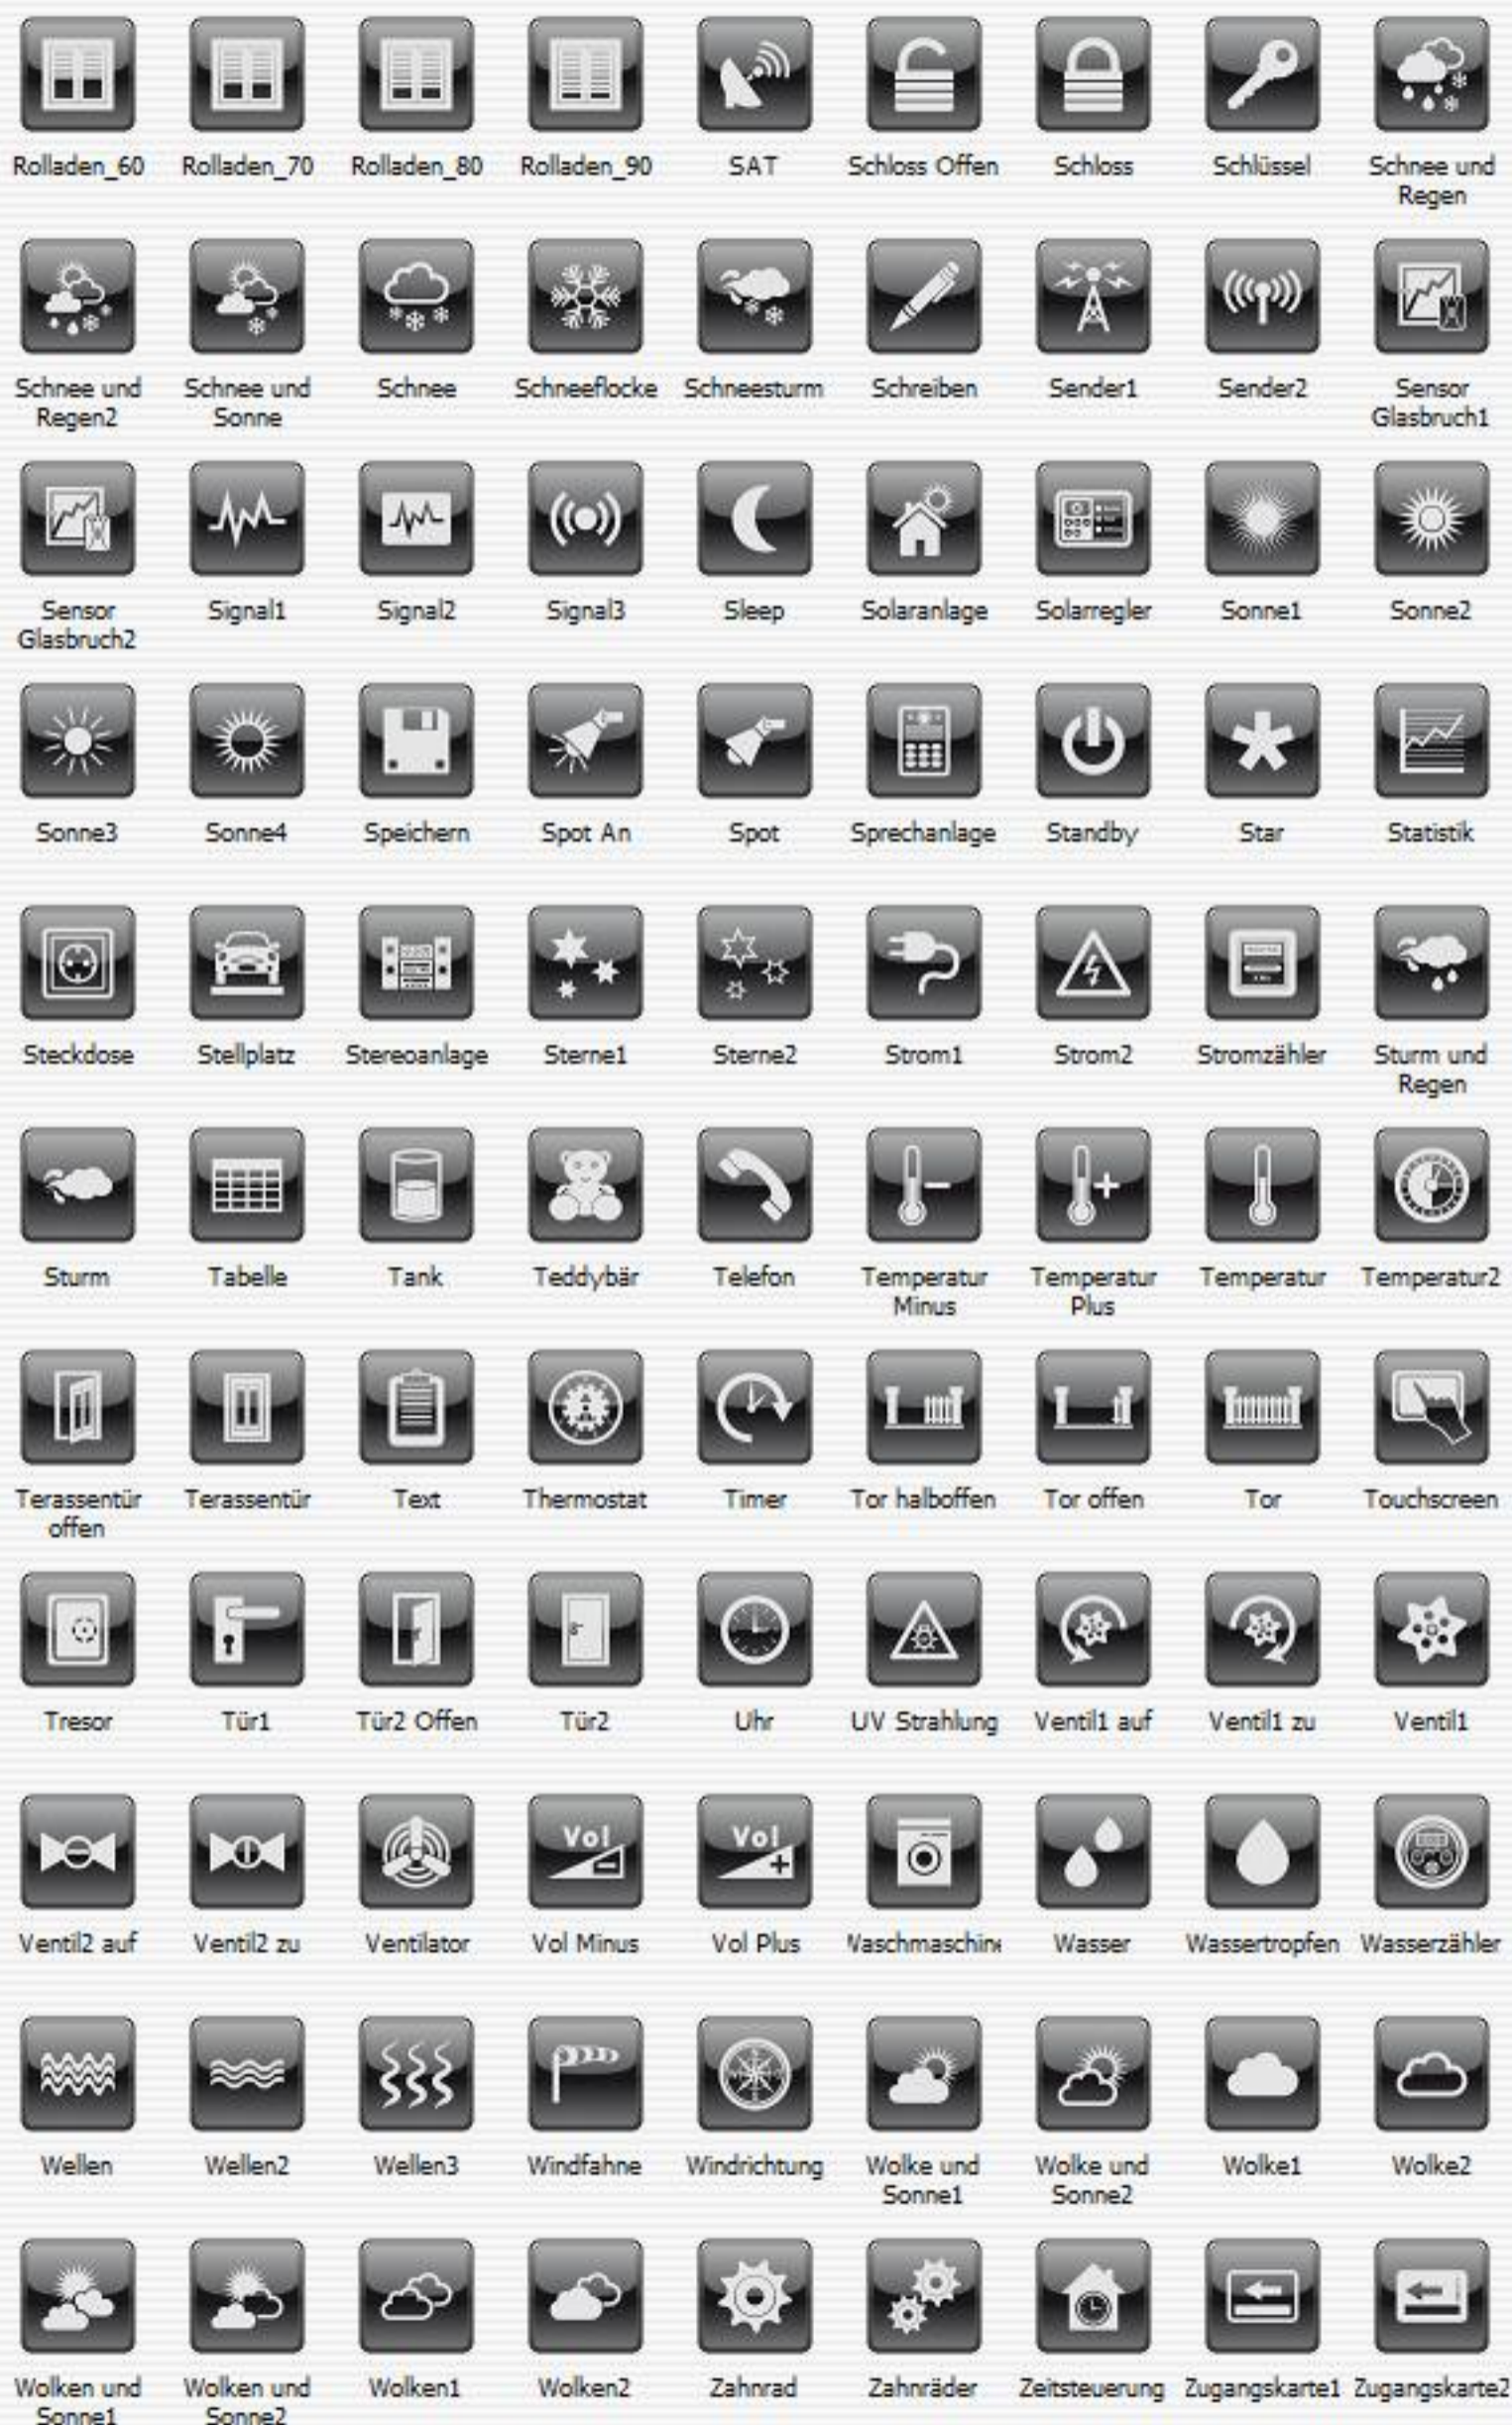 Rolladen_60 Rolladen_70 Rolladen_80 Rolladen_90 SAT Schloss Offen Schloss Schlüssel Schnee und
Regen
Schnee und Schnee und Schnee Schneeflocke Schneesturm Schreiben Sender1 Sender2 Sensor
Regen2 Sonne Glasbruch1
Sensor Signal1 Signal2 Signal3 Sleep Solaranlage Solarregler Sonne1 Sonne2
Glasbruch2
Sonne3 Sonne4 Speichern Spot An Spot Sprechanlage Standby Star Statistik
Steckdose Stellplatz Stereoanlage Sterne1 Sterne2 Strom1 Strom2 Stromzähler Sturm und
Regen
Sturm Tabelle Tank Teddybär Telefon Temperatur Temperatur Temperatur Temperatur2
Minus Plus
Terassentür Terassentür Text Thermostat Timer Tor halboffen Tor offen Tor Touchscreen
offen
Tresor Tür1 Tür2 Offen Tür2 Uhr UV Strahlung Ventil1 auf Ventil1 zu Ventil1
Vol Vol
Ventil2 auf Ventil2 zu Ventilator Vol Minus Vol Plus Waschmaschine Wasser Wassertropfen Wasserzähler
Wellen Wellen2 Wellen3 Windfahne Windrichtung Wolke und Wolke und Wolke1 Wolke2
Sonne1 Sonne2
Wolken und Wolken und Wolken1 Wolken2 Zahnrad Zahnräder Zeitsteuerung Zugangskarte1 Zugangskarte2
Sonne1 Sonne2